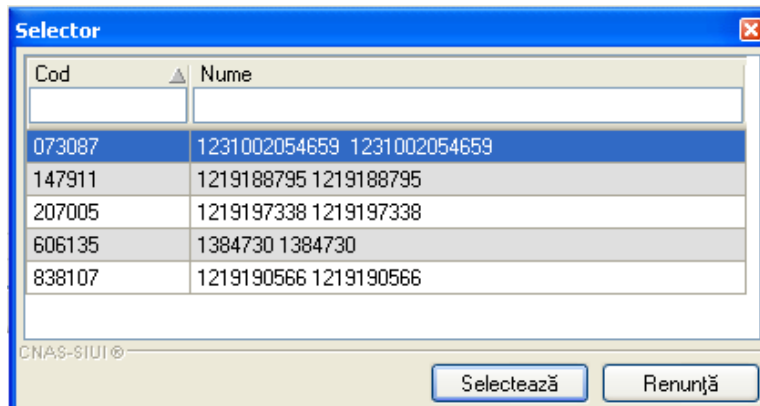 Selector
Cod Nume
073087 1231002054659 1231002054659
147911 1219188795 1219188795
207005 1219197338 1219197338
606135 1384730 1384730
838107 1219190566 1219190566
CNAS-SIUI®
Selectează Renunţă